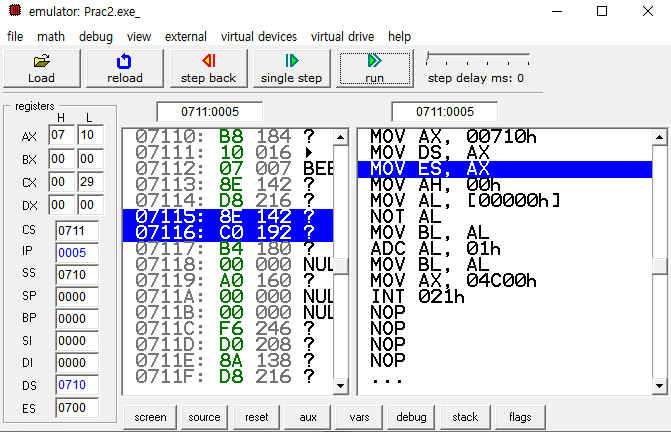 emulator: Prac2.exe_
file math debug view external virtual devices virtual drive help
Load reload step back single step run step delay ms: 0
registers
H L
0711:0005 0711:0005
AX 07 10
BX 00 00
CX 00 29
DX 00 00
CS 0711
IP 0005
SS 0710
SP 0000
BP 0000
SI 0000
DI 0000
DS 0710
ES 0700
07110: B8 184 ?
07111: 10 016 ►
07112: 07 007 BEE
07113: 8E 142 ?
07114: D8 216 ?
07115: 8E 142 ?
07116: C0 192 ?
07117: B4 180 ?
07118: 00 000 NUL
07119: A0 160 ?
0711A: 00 000 NUL
0711B: 00 000 NUL
0711C: F6 246 ?
0711D: D0 208 ?
0711E: 8A 138 ?
0711F: D8 216 ?
MOV AX, 00710h
MOV DS, AX
MOV ES, AX
MOV AH, 00h
MOV AL, [00000h]
NOT AL
MOV BL, AL
ADC AL, 01h
MOV BL, AL
MOV AX, 04C00h
INT 021h
NOP
NOP
NOP
NOP
...
screen source reset aux vars debug stack flags